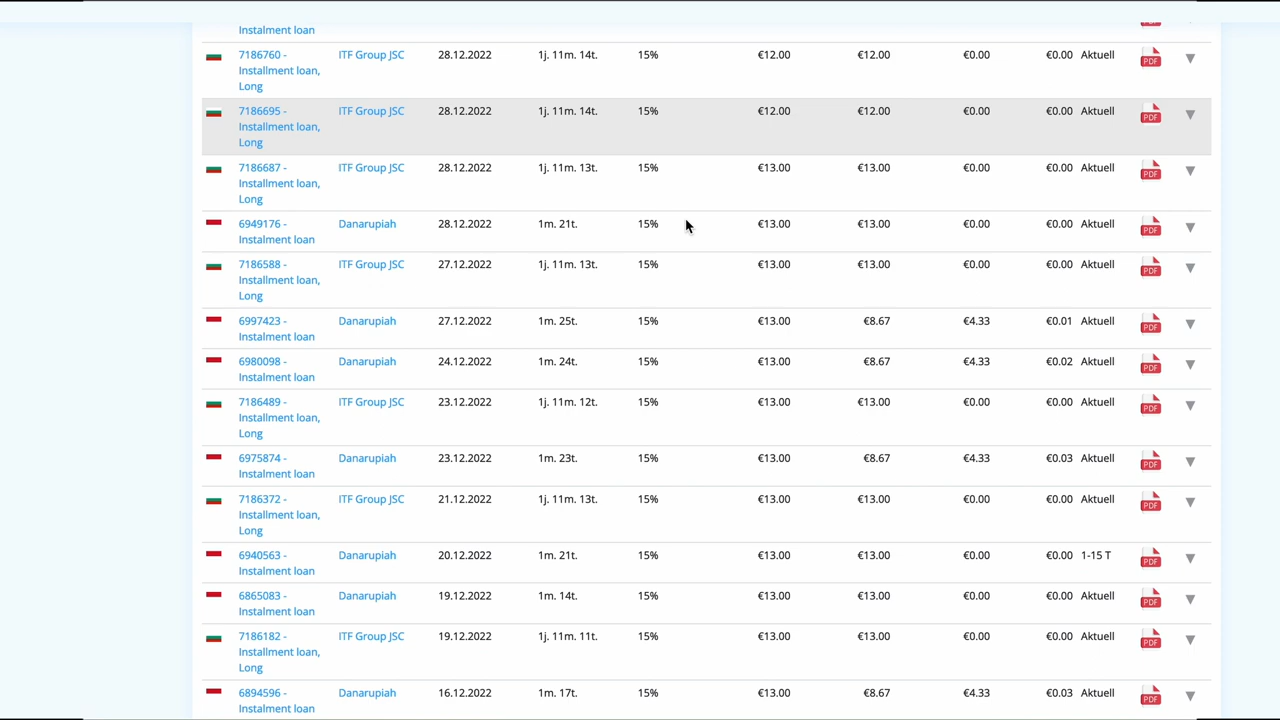 Instalment loan
7186760 - ITF Group JSC 28.12.2022 1j. 11m. 14t. 15% €12.00 €12.00 €0.00 €0.00 Aktuell PDF
Installment loan,
Long
7186695 - ITF Group JSC 28.12.2022 1j. 11m. 14t. 15% €12.00 €12.00 €0.00 €0.00 Aktuell PDF
Installment loan,
Long
7186687 - ITF Group JSC 28.12.2022 1j. 11m. 13t. 15% €13.00 €13.00 €0.00 €0.00 Aktuell PDF
Installment loan,
Long
6949176 - Danarupiah 28.12.2022 1m. 21t. 15% €13.00 €13.00 €0.00 €0.00 Aktuell PDF
Instalment loan
7186588 - ITF Group JSC 27.12.2022 1j. 11m. 13t. 15% €13.00 €13.00 €0.00 €0.00 Aktuell PDF
Installment loan,
Long
6997423 - Danarupiah 27.12.2022 1m. 25t. 15% €13.00 €8.67 €4.33 €0.01 Aktuell PDF
Instalment loan
6980098 - Danarupiah 24.12.2022 1m. 24t. 15% €13.00 €8.67 €4.33 €0.02 Aktuell PDF
Instalment loan
7186489 - ITF Group JSC 23.12.2022 1j. 11m. 12t. 15% €13.00 €13.00 €0.00 €0.00 Aktuell PDF
Installment loan,
Long
6975874 - Danarupiah 23.12.2022 1m. 23t. 15% €13.00 €8.67 €4.33 €0.03 Aktuell PDF
Instalment loan
7186372 - ITF Group JSC 21.12.2022 1j. 11m. 13t. 15% €13.00 €13.00 €0.00 €0.00 Aktuell PDF
Installment loan,
Long
6940563 - Danarupiah 20.12.2022 1m. 21t. 15% €13.00 €13.00 €0.00 €0.00 1-15 T PDF
Instalment loan
6865083 - Danarupiah 19.12.2022 1m. 14t. 15% €13.00 €13.00 €0.00 €0.00 Aktuell PDF
Instalment loan
7186182 - ITF Group JSC 19.12.2022 1j. 11m. 11t. 15% €13.00 €13.00 €0.00 €0.00 Aktuell PDF
Installment loan,
Long
6894596 - Danarupiah 16.12.2022 1m. 17t. 15% €13.00 €8.67 €4.33 €0.03 Aktuell PDF
Instalment loan